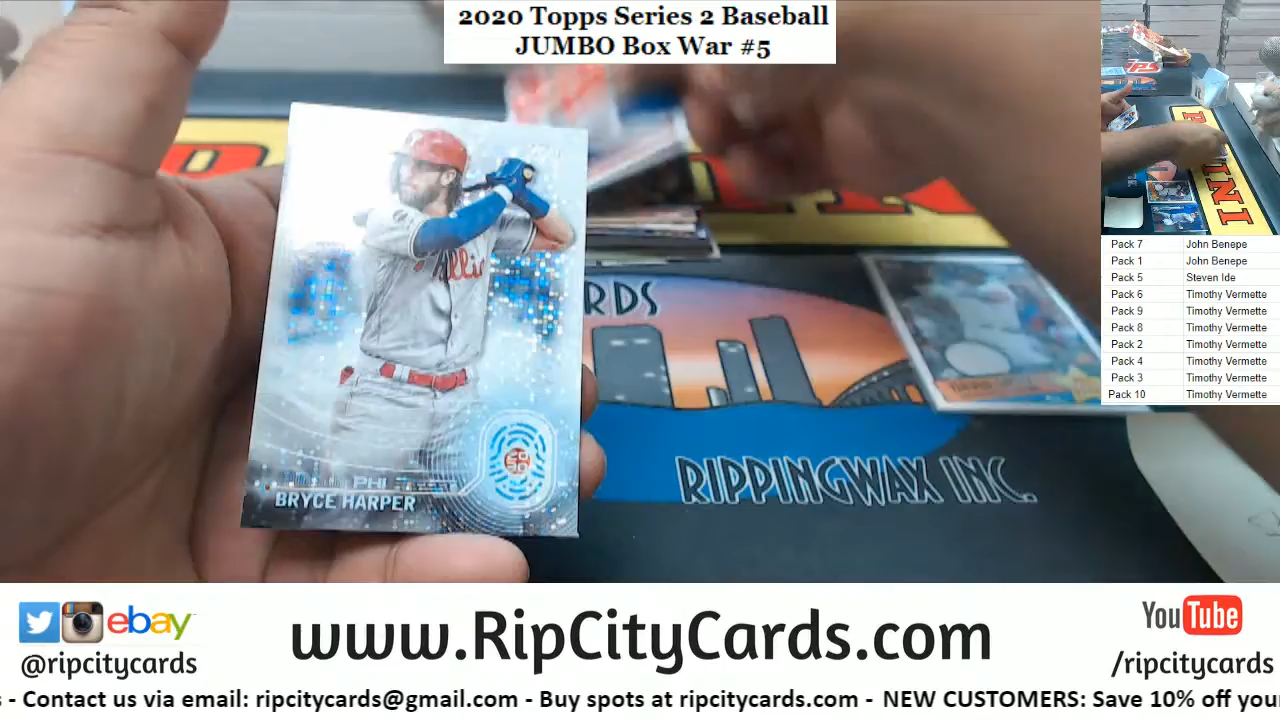 2020 Topps Series 2 Baseball
JUMBO Box War #5
PHI
BRYCE HARPER
2030
RDS
RIPPINGWAX INC.
Pack 7 John Benepe
Pack 1 John Benepe
Pack 5 Steven Ide
Pack 6 Timothy Vermette
Pack 9 Timothy Vermette
Pack 8 Timothy Vermette
Pack 2 Timothy Vermette
Pack 4 Timothy Vermette
Pack 3 Timothy Vermette
Pack 10 Timothy Vermette
ebay
@ripcitycards
www.RipCityCards.com
YouTube
/ripcitycards
s - Contact us via email: ripcitycards@gmail.com - Buy spots at ripcitycards.com - NEW CUSTOMERS: Save 10% off your